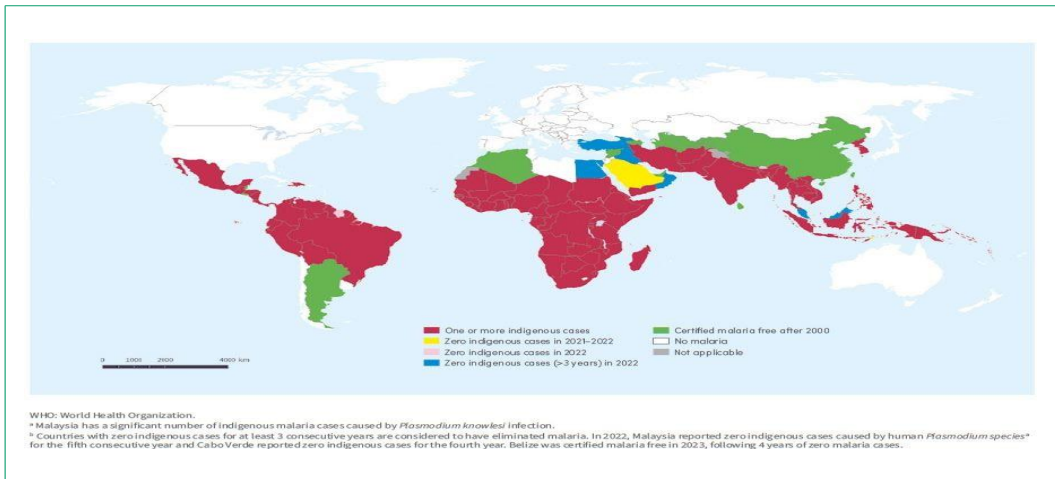 One or more indigenous cases
Zero indigenous cases in 2021–2022
Zero indigenous cases in 2022
Zero indigenous cases (>3 years) in 2022
Certified malaria free after 2000
No malaria
Not applicable
0 1000 2000 4000 km
WHO: World Health Organization.
ᵃ Malaysia has a significant number of indigenous malaria cases caused by Plasmodium knowlesi infection.
ᵇ Countries with zero indigenous cases for at least 3 consecutive years are considered to have eliminated malaria. In 2022, Malaysia reported zero indigenous cases caused by human Plasmodium speciesᵃ
for the fifth consecutive year and Cabo Verde reported zero indigenous cases for the fourth year. Belize was certified malaria free in 2023, following 4 years of zero malaria cases.